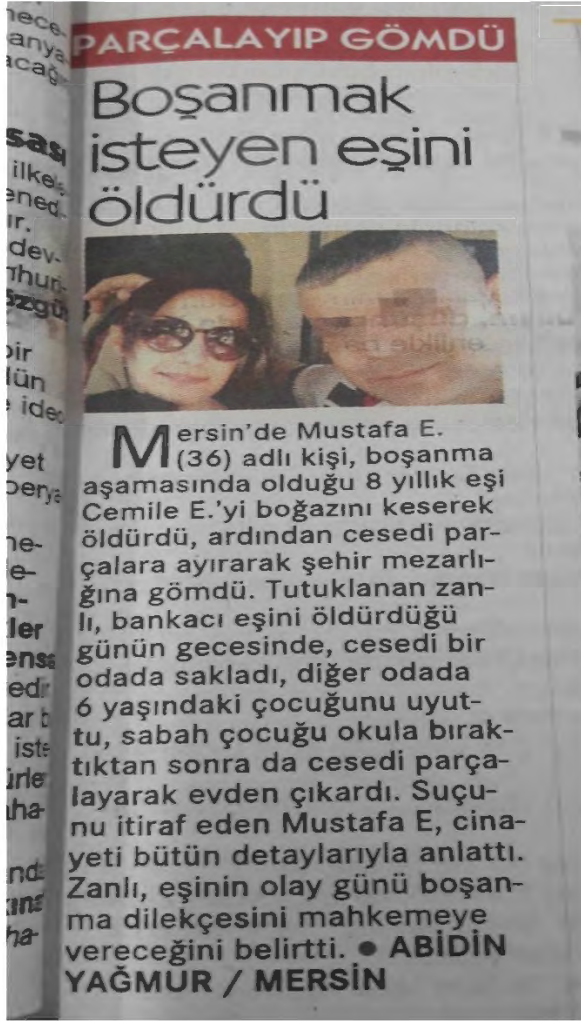 PARÇALAYIP GÖMDÜ
Boşanmak
isteyen eşini
öldürdü
Mersin'de Mustafa E.
(36) adlı kişi, boşanma
aşamasında olduğu 8 yıllık eşi
Cemile E.'yi boğazını keserek
öldürdü, ardından cesedi par-
çalara ayırarak şehir mezarlı-
ğına gömdü. Tutuklanan zan-
lı, bankacı eşini öldürdüğü
günün gecesinde, cesedi bir
odada sakladı, diğer odada
6 yaşındaki çocuğunu uyut-
tu, sabah çocuğu okula bırak-
tıktan sonra da cesedi parça-
layarak evden çıkardı. Suçu-
nu itiraf eden Mustafa E, cina-
yeti bütün detaylarıyla anlattı.
Zanlı, eşinin olay günü boşan-
ma dilekçesini mahkemeye
vereceğini belirtti. ● ABİDİN
YAĞMUR / MERSİN